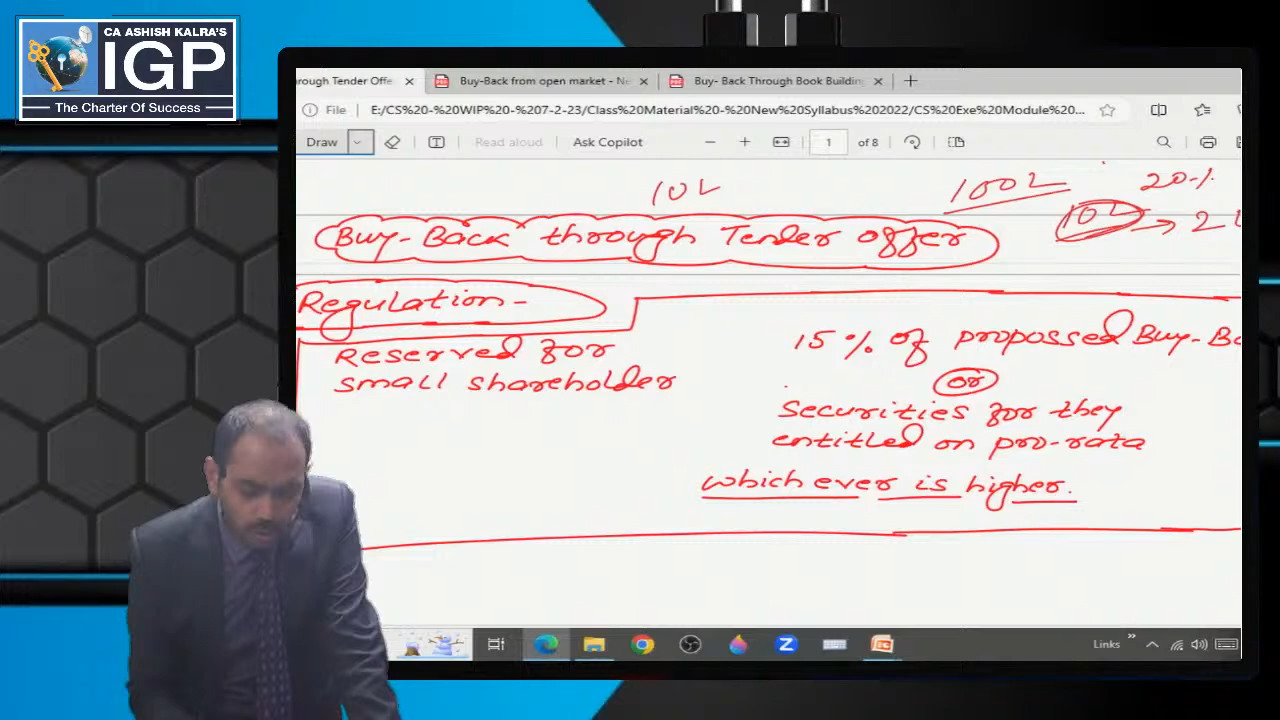 CA ASHISH KALRA'S
IGP
The Charter Of Success
hrough Tender Offe
Buy-Back from open market - Ne
Buy- Back Through Book Building
File
E:/CS%20-%20WIP%20-%207-2-23/Class%20Material%20-%20New%20Syllabus%202022/CS%20Exe%20Module%20...
Draw
Read aloud
Ask Copilot
1
of 8
10L
100L
20%
10L → 2L
Buy-Back through Tender offer
Regulation-
Reserved for
small shareholder
15% of propossed Buy-Ba
or
securities for they
entitled on pro-rata
whichever is higher.
Links